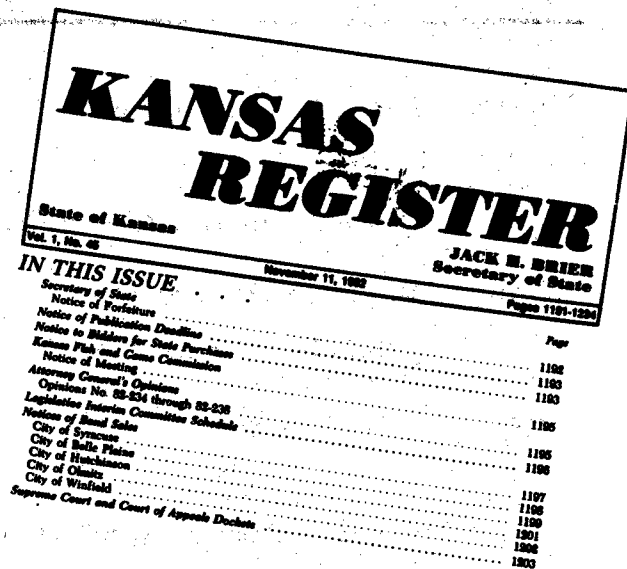 KANSAS
REGISTER
State of Kansas
JACK H. BRIER
Secretary of State
Vol. 1, No. 45 November 11, 1982 Pages 1191-1234
IN THIS ISSUE . . .
Page
Secretary of State
Notice of Forfeiture 1192
Notice of Publication Deadline 1193
Notice to Bidders for State Purchases 1193
Kansas Fish and Game Commission
Notice of Meeting 1195
Attorney General's Opinions
Opinions No. 82-234 through 82-238 1195
Legislative Interim Committee Schedule 1196
Notices of Bond Sales
City of Syracuse 1197
City of Belle Plaine 1198
City of Hutchinson 1199
City of Olmitz 1201
City of Winfield 1202
Supreme Court and Court of Appeals Dockets 1203